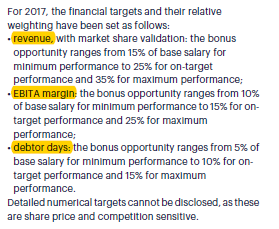 For 2017, the financial targets and their relative
weighting have been set as follows:
• revenue, with market share validation: the bonus
opportunity ranges from 15% of base salary for
minimum performance to 25% for on-target
performance and 35% for maximum performance;
• EBITA margin: the bonus opportunity ranges from 10%
of base salary for minimum performance to 15% for on-
target performance and 25% for maximum
performance;
• debtor days: the bonus opportunity ranges from 5% of
base salary for minimum performance to 10% for on-
target performance and 15% for maximum
performance.
Detailed numerical targets cannot be disclosed, as these
are share price and competition sensitive.